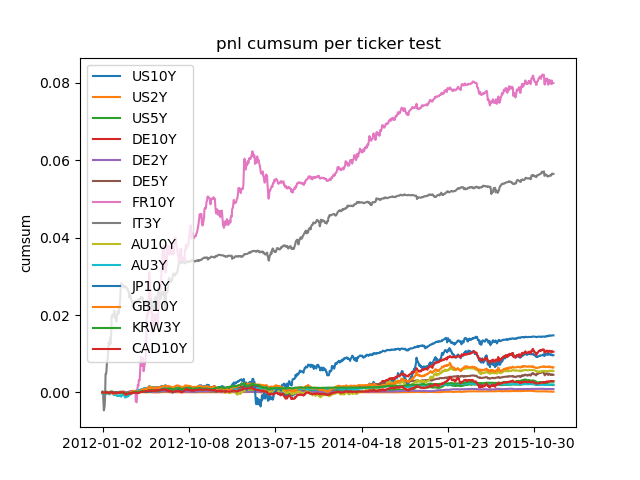 pnl cumsum per ticker test
cumsum
0.08
0.06
0.04
0.02
0.00
US10Y
US2Y
US5Y
DE10Y
DE2Y
DE5Y
FR10Y
IT3Y
AU10Y
AU3Y
JP10Y
GB10Y
KRW3Y
CAD10Y
2012-01-02 2012-10-08 2013-07-15 2014-04-18 2015-01-23 2015-10-30